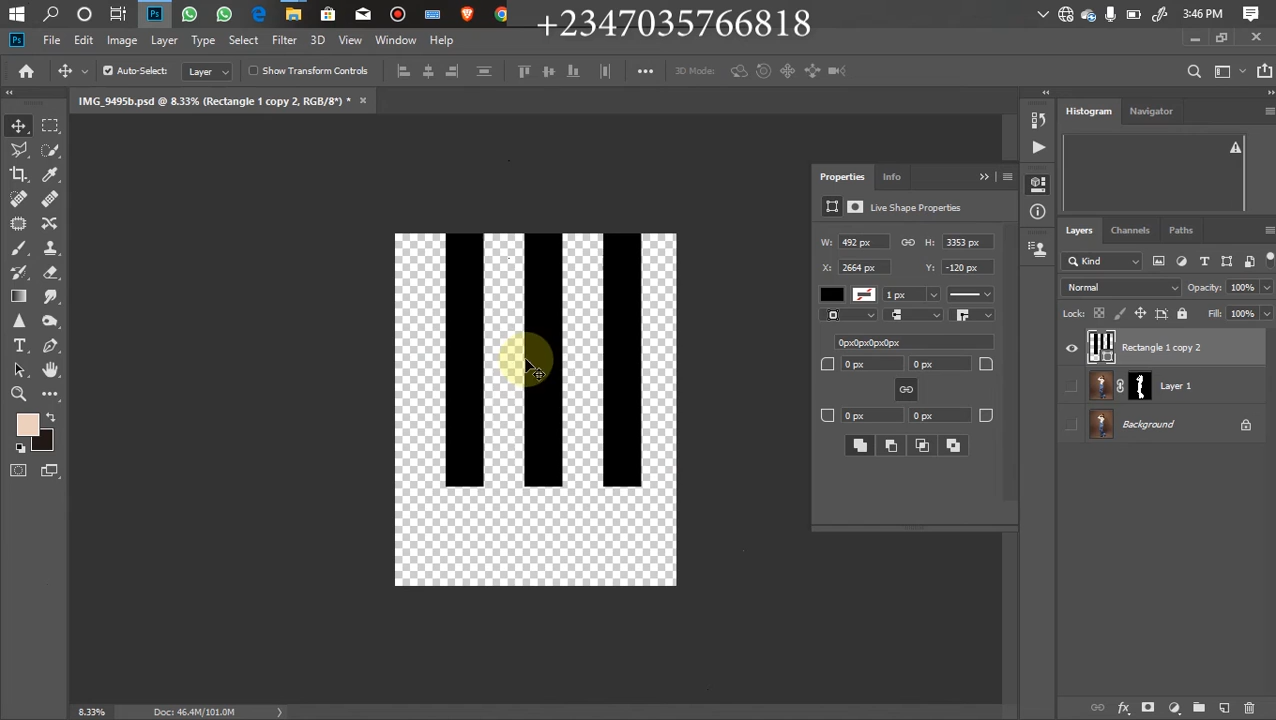 +2347035766818
3:46 PM
File Edit Image Layer Type Select Filter 3D View Window Help
Auto-Select: Layer Show Transform Controls 3D Mode:
IMG_9495b.psd @ 8.33% (Rectangle 1 copy 2, RGB/8*) *
Histogram Navigator
Properties Info
Live Shape Properties
W: 492 px H: 3353 px
X: 2664 px Y: -120 px
1 px
0px0px0px0px
0 px 0 px
0 px 0 px
Layers Channels Paths
Kind
Normal Opacity: 100%
Lock: Fill: 100%
Rectangle 1 copy 2
Layer 1
Background
8.33% Doc: 46.4M/101.0M